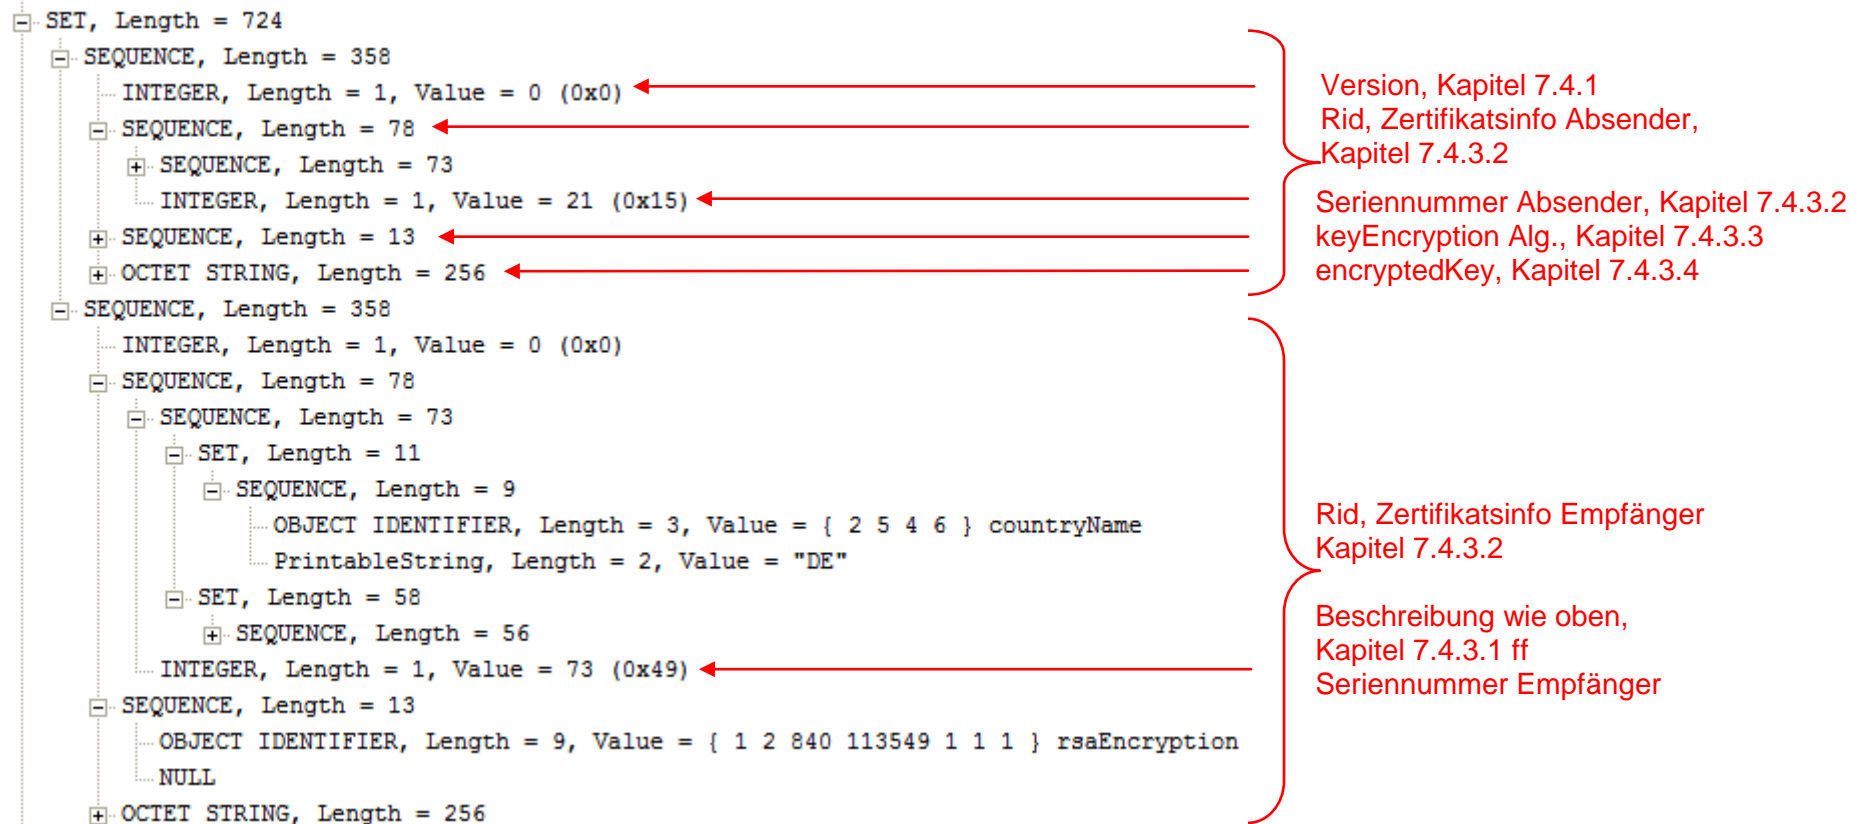 SET, Length = 724
SEQUENCE, Length = 358
INTEGER, Length = 1, Value = 0 (0x0)
SEQUENCE, Length = 78
SEQUENCE, Length = 73
INTEGER, Length = 1, Value = 21 (0x15)
SEQUENCE, Length = 13
OCTET STRING, Length = 256
SEQUENCE, Length = 358
INTEGER, Length = 1, Value = 0 (0x0)
SEQUENCE, Length = 78
SEQUENCE, Length = 73
SET, Length = 11
SEQUENCE, Length = 9
OBJECT IDENTIFIER, Length = 3, Value = { 2 5 4 6 } countryName
PrintableString, Length = 2, Value = "DE"
SET, Length = 58
SEQUENCE, Length = 56
INTEGER, Length = 1, Value = 73 (0x49)
SEQUENCE, Length = 13
OBJECT IDENTIFIER, Length = 9, Value = { 1 2 840 113549 1 1 1 } rsaEncryption
NULL
OCTET STRING, Length = 256
Version, Kapitel 7.4.1
Rid, Zertifikatsinfo Absender,
Kapitel 7.4.3.2
Seriennummer Absender, Kapitel 7.4.3.2
keyEncryption Alg., Kapitel 7.4.3.3
encryptedKey, Kapitel 7.4.3.4
Rid, Zertifikatsinfo Empfänger
Kapitel 7.4.3.2
Beschreibung wie oben,
Kapitel 7.4.3.1 ff
Seriennummer Empfänger